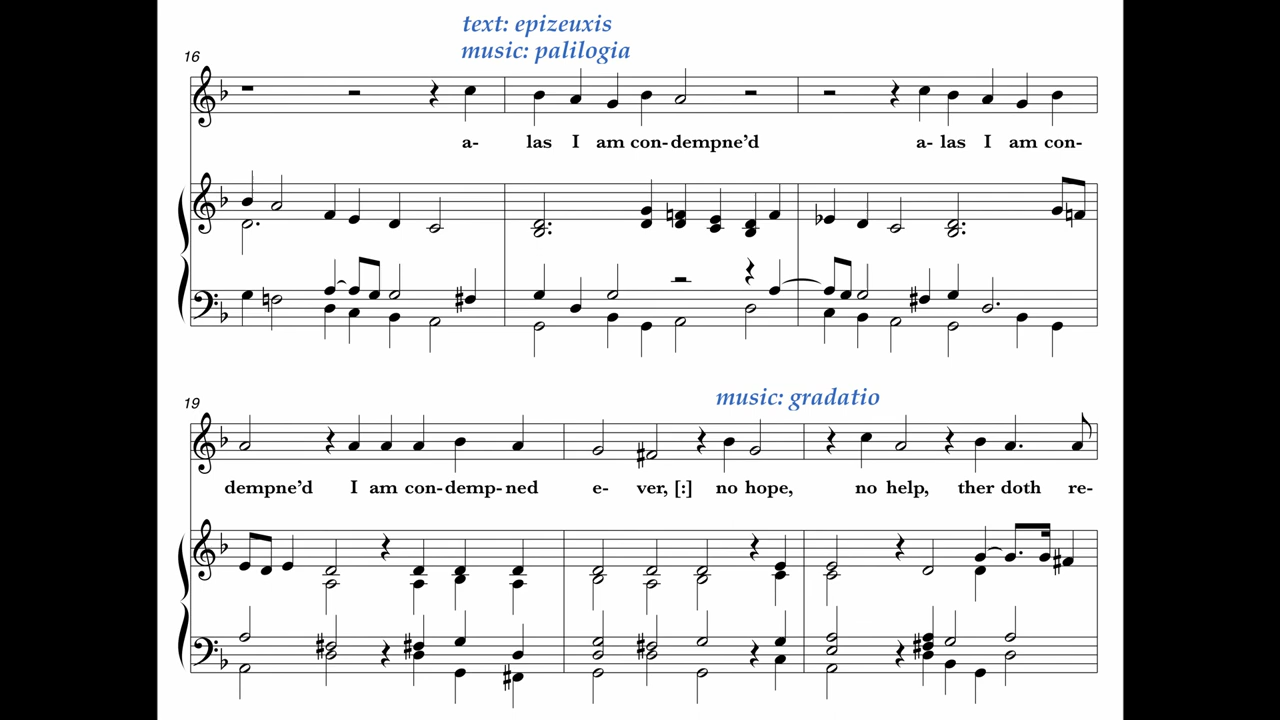 text: epizeuxis
music: palilogia
16
a- las I am con-dempne’d a- las I am con-
music: gradatio
19
dempne’d I am con-demp-ned e- ver, [:] no hope, no help, ther doth re-